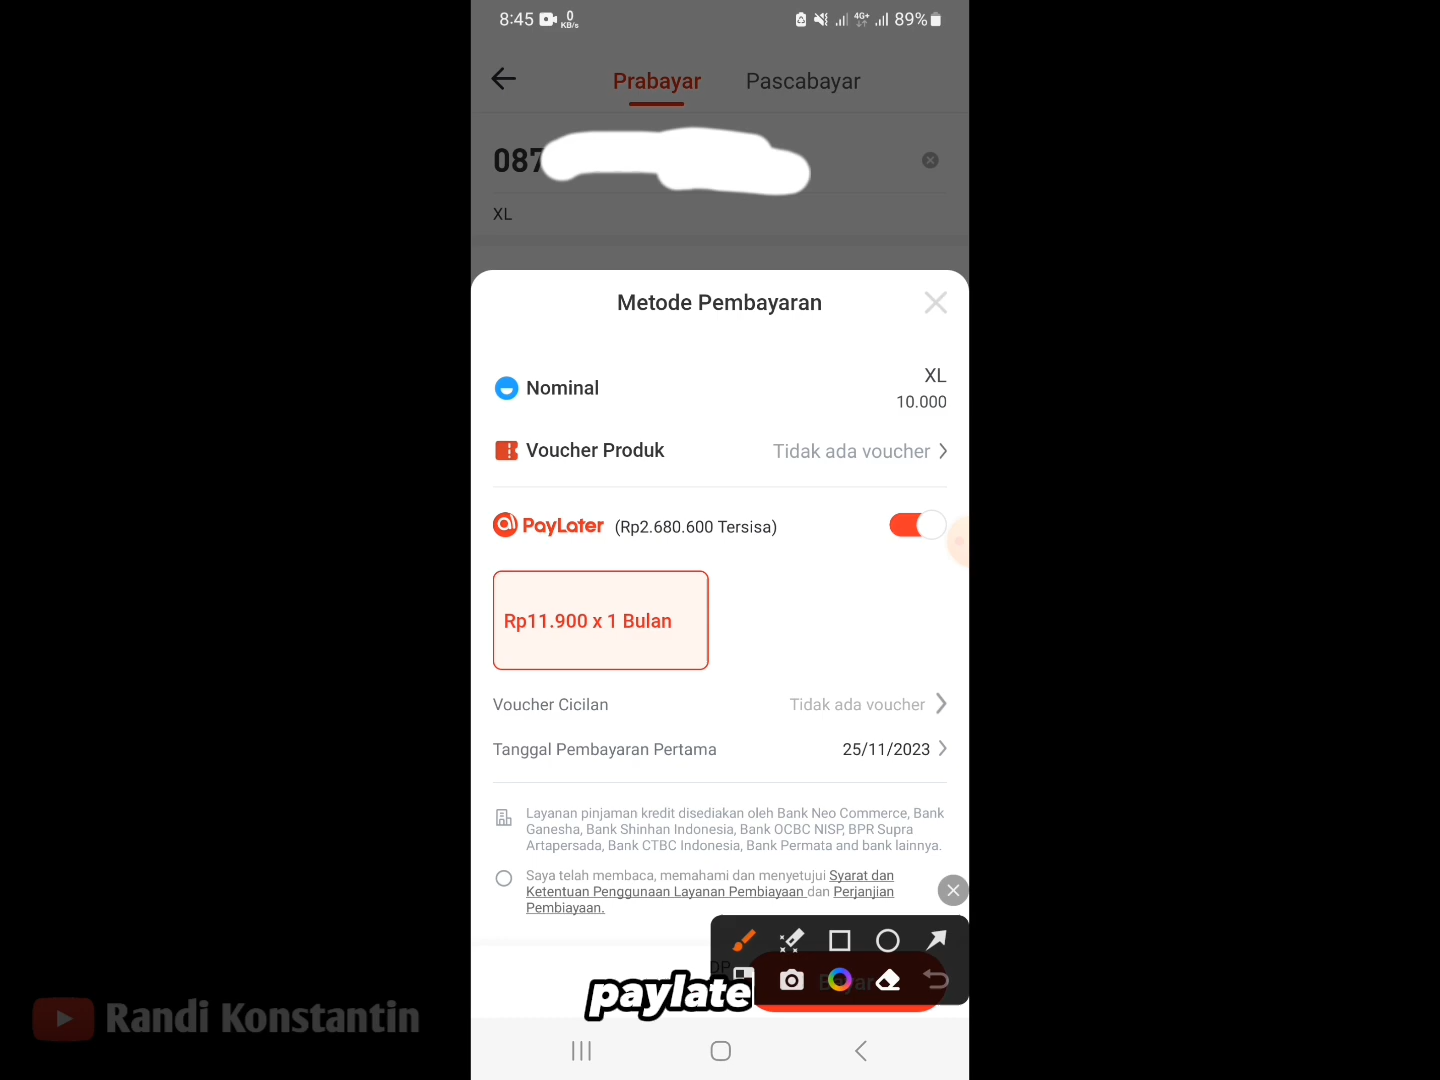 8:45 0 KB/s 4G+ 89%
Prabayar Pascabayar
087
XL
Metode Pembayaran
Nominal XL
10.000
Voucher Produk Tidak ada voucher
PayLater (Rp2.680.600 Tersisa)
Rp11.900 x 1 Bulan
Voucher Cicilan Tidak ada voucher
Tanggal Pembayaran Pertama 25/11/2023
Layanan pinjaman kredit disediakan oleh Bank Neo Commerce, Bank
Ganesha, Bank Shinhan Indonesia, Bank OCBC NISP, BPR Supra
Artapersada, Bank CTBC Indonesia, Bank Permata and bank lainnya.
Saya telah membaca, memahami dan menyetujui Syarat dan
Ketentuan Penggunaan Layanan Pembiayaan dan Perjanjian
Pembiayaan.
paylate
Randi Konstantin